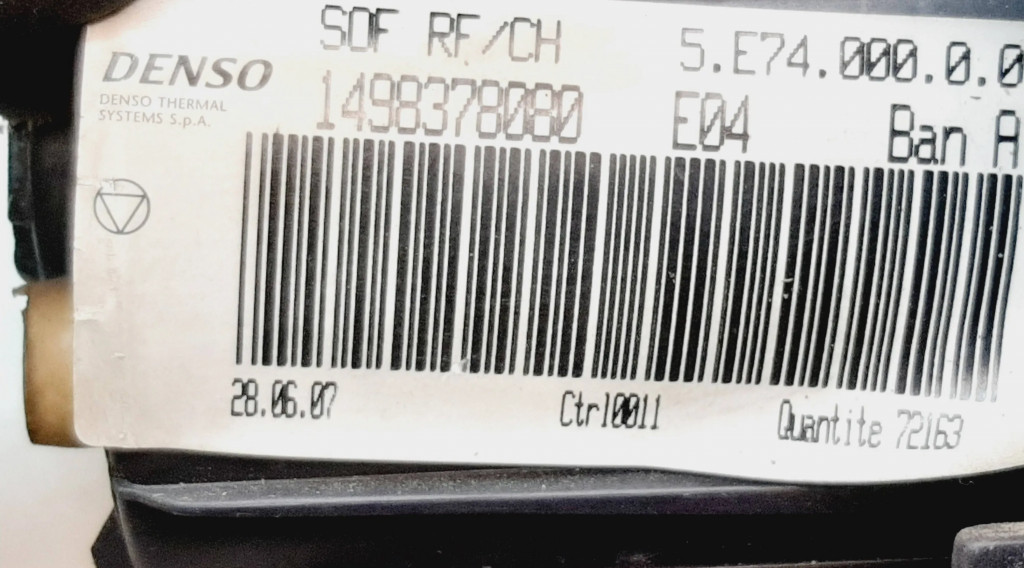 SOF RF/CH 5.E74.000.0.0
DENSO
DENSO THERMAL
SYSTEMS S.p.A.
1498378080 E04 Ban A
28.06.07 Ctrl0011 Quantite 72163